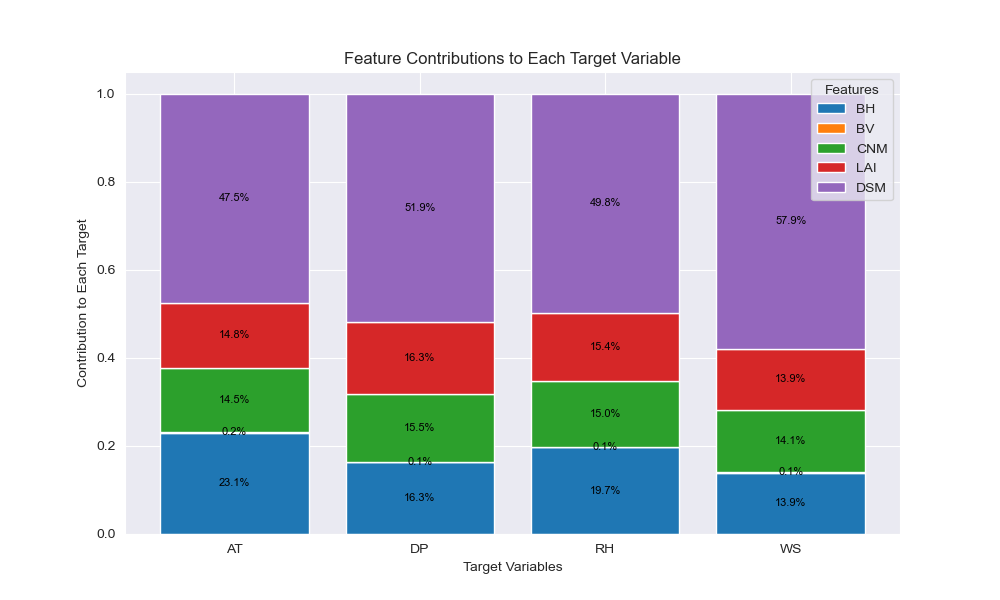 Feature Contributions to Each Target Variable
Contribution to Each Target
1.0
0.8
0.6
0.4
0.2
0.0
Features
BH
BV
CNM
LAI
DSM
47.5%
14.8%
14.5%
0.2%
23.1%
51.9%
16.3%
15.5%
0.1%
16.3%
49.8%
15.4%
15.0%
0.1%
19.7%
57.9%
13.9%
14.1%
0.1%
13.9%
AT DP RH WS
Target Variables